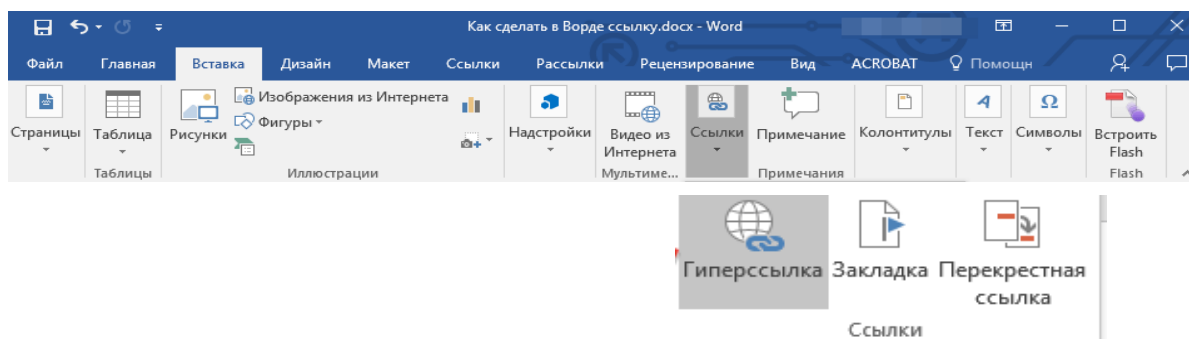 Как сделать в Ворде ссылку.docx - Word
Файл Главная Вставка Дизайн Макет Ссылки Рассылки Рецензирование Вид ACROBAT Помощн
Страницы Таблица Рисунки Изображения из Интернета Фигуры Надстройки Видео из Интернета Ссылки Примечание Колонтитулы Текст Символы Встроить Flash
Таблицы Иллюстрации Мультиме... Примечания Flash
Гиперссылка Закладка Перекрестная
ссылка
Ссылки